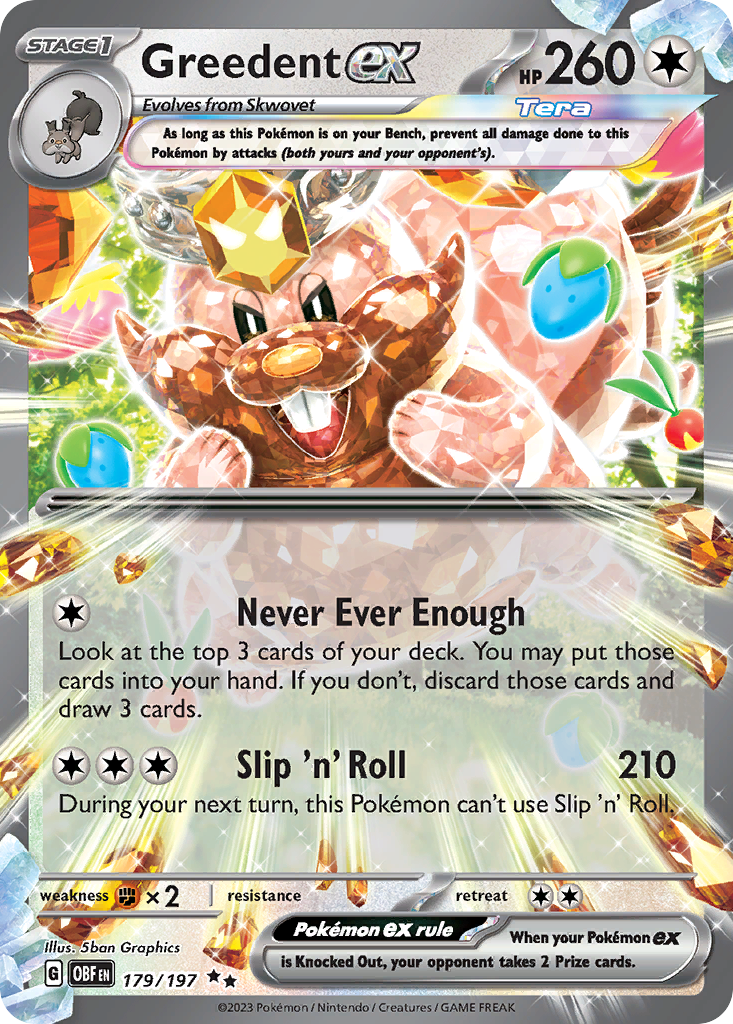 STAGE1
Greedent ex
HP 260
Evolves from Skwovet
Tera
As long as this Pokémon is on your Bench, prevent all damage done to this
Pokémon by attacks (both yours and your opponent's).
Never Ever Enough
Look at the top 3 cards of your deck. You may put those
cards into your hand. If you don't, discard those cards and
draw 3 cards.
Slip 'n' Roll 210
During your next turn, this Pokémon can't use Slip 'n' Roll.
weakness ×2 resistance retreat
Illus. 5ban Graphics
Pokémon ex rule
When your Pokémon ex
is Knocked Out, your opponent takes 2 Prize cards.
G OBF EN 179/197
©2023 Pokémon / Nintendo / Creatures / GAME FREAK